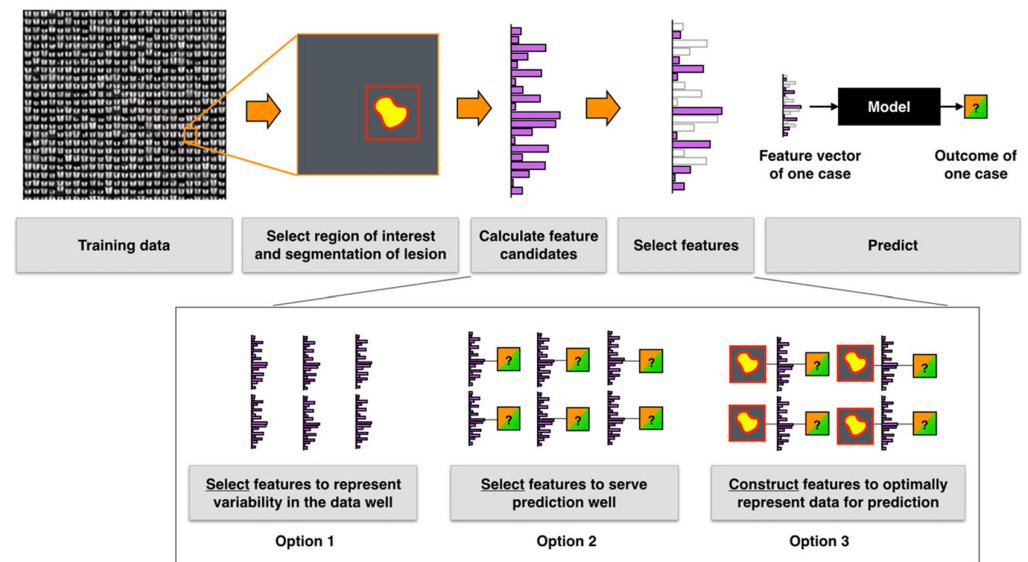 Model
?
Feature vector
of one case
Outcome of
one case
Training data
Select region of interest
and segmentation of lesion
Calculate feature
candidates
Select features
Predict
? ? ? ? ?
? ? ? ? ?
Select features to represent
variability in the data well
Select features to serve
prediction well
Construct features to optimally
represent data for prediction
Option 1
Option 2
Option 3